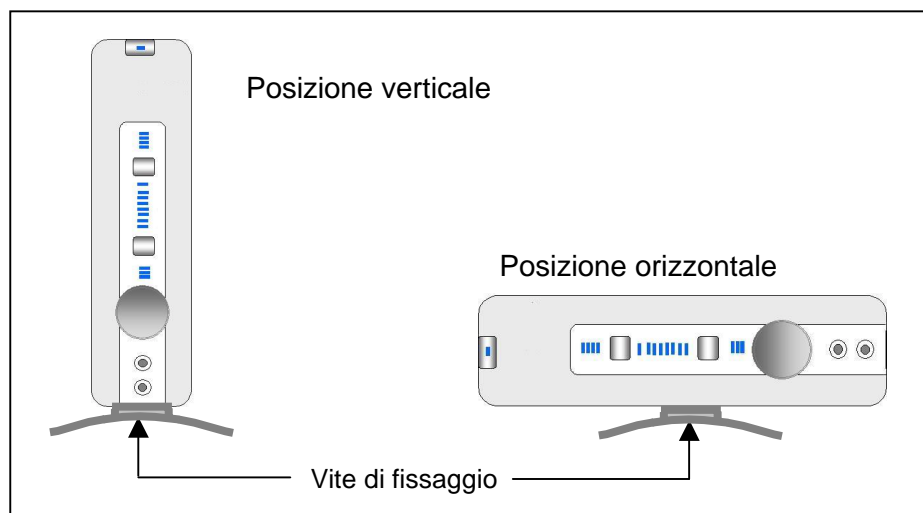 Posizione verticale
Posizione orizzontale
Vite di fissaggio